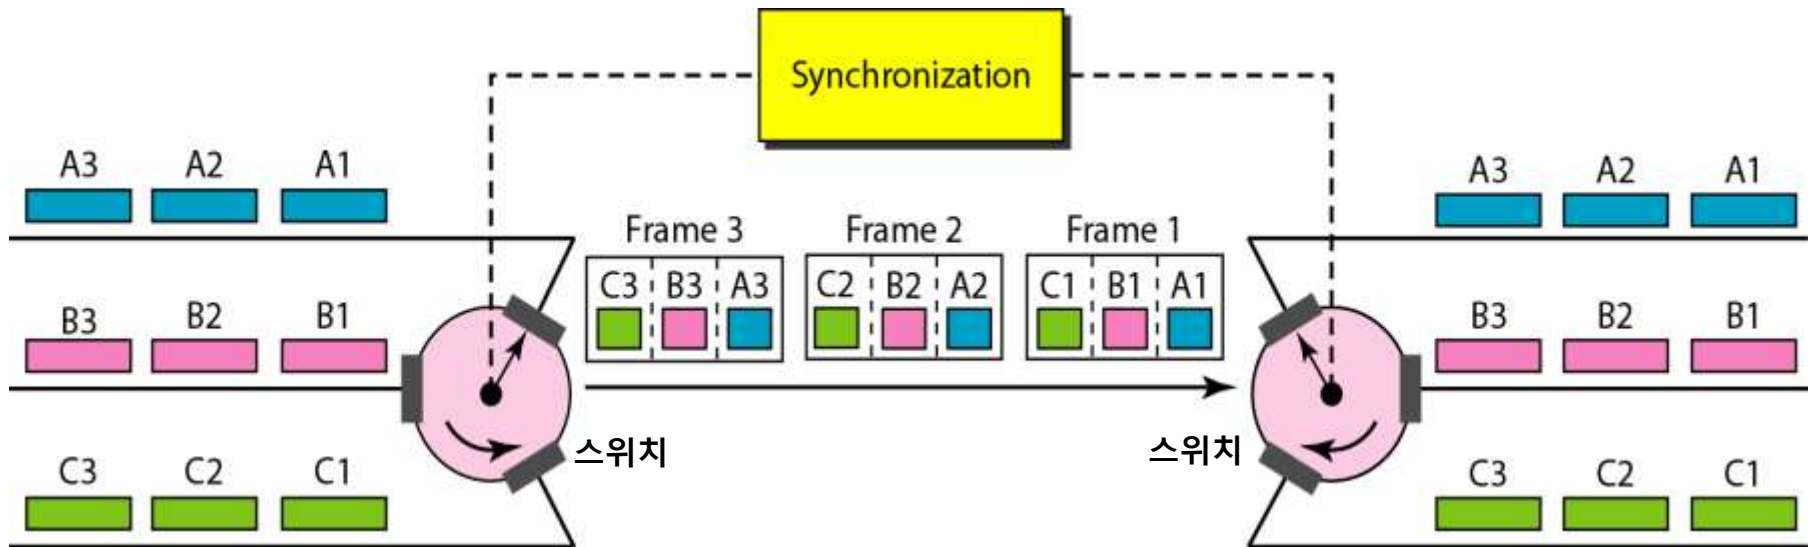 Synchronization
A3 A2 A1
B3 B2 B1
C3 C2 C1
스위치
Frame 3 Frame 2 Frame 1
C3 B3 A3 C2 B2 A2 C1 B1 A1
스위치
A3 A2 A1
B3 B2 B1
C3 C2 C1